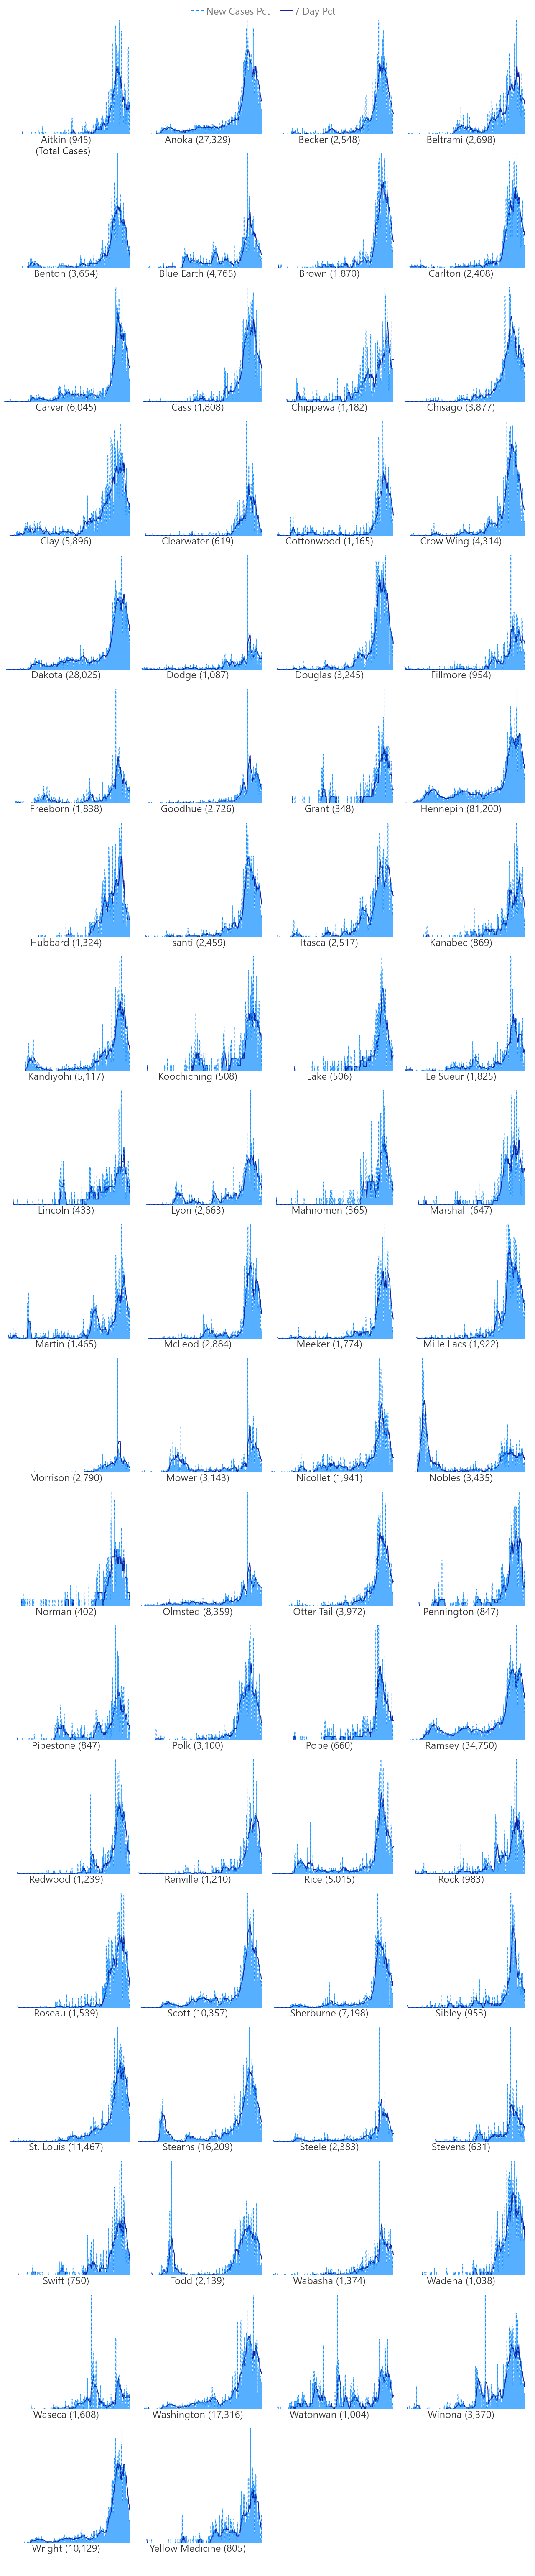 New Cases Pct 7 Day Pct
Aitkin (945) Anoka (27,329) Becker (2,548) Beltrami (2,698)
(Total Cases)
Benton (3,654) Blue Earth (4,765) Brown (1,870) Carlton (2,408)
Carver (6,045) Cass (1,808) Chippewa (1,182) Chisago (3,877)
Clay (5,896) Clearwater (619) Cottonwood (1,165) Crow Wing (4,314)
Dakota (28,025) Dodge (1,087) Douglas (3,245) Fillmore (954)
Freeborn (1,838) Goodhue (2,726) Grant (348) Hennepin (81,200)
Hubbard (1,324) Isanti (2,459) Itasca (2,517) Kanabec (869)
Kandiyohi (5,117) Koochiching (508) Lake (506) Le Sueur (1,825)
Lincoln (433) Lyon (2,663) Mahnomen (365) Marshall (647)
Martin (1,465) McLeod (2,884) Meeker (1,774) Mille Lacs (1,922)
Morrison (2,790) Mower (3,143) Nicollet (1,941) Nobles (3,435)
Norman (402) Olmsted (8,359) Otter Tail (3,972) Pennington (847)
Pipestone (847) Polk (3,100) Pope (660) Ramsey (34,750)
Redwood (1,239) Renville (1,210) Rice (5,015) Rock (983)
Roseau (1,539) Scott (10,357) Sherburne (7,198) Sibley (953)
St. Louis (11,467) Stearns (16,209) Steele (2,383) Stevens (631)
Swift (750) Todd (2,139) Wabasha (1,374) Wadena (1,038)
Waseca (1,608) Washington (17,316) Watonwan (1,004) Winona (3,370)
Wright (10,129) Yellow Medicine (805)